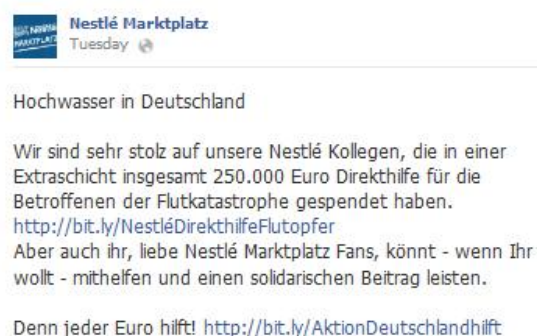 Nestlé Marktplatz
Tuesday
Hochwasser in Deutschland
Wir sind sehr stolz auf unsere Nestlé Kollegen, die in einer
Extraschicht insgesamt 250.000 Euro Direkthilfe für die
Betroffenen der Flutkatastrophe gespendet haben.
http://bit.ly/NestléDirekthilfeFlutopfer
Aber auch ihr, liebe Nestlé Marktplatz Fans, könnt - wenn Ihr
wollt - mithelfen und einen solidarischen Beitrag leisten.
Denn jeder Euro hilft! http://bit.ly/AktionDeutschlandhilft